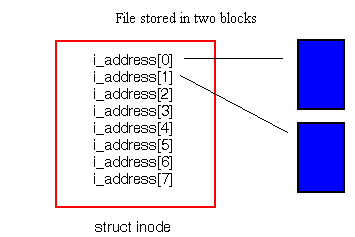 File stored in two blocks
i_address[0]
i_address[1]
i_address[2]
i_address[3]
i_address[4]
i_address[5]
i_address[6]
i_address[7]
struct inode